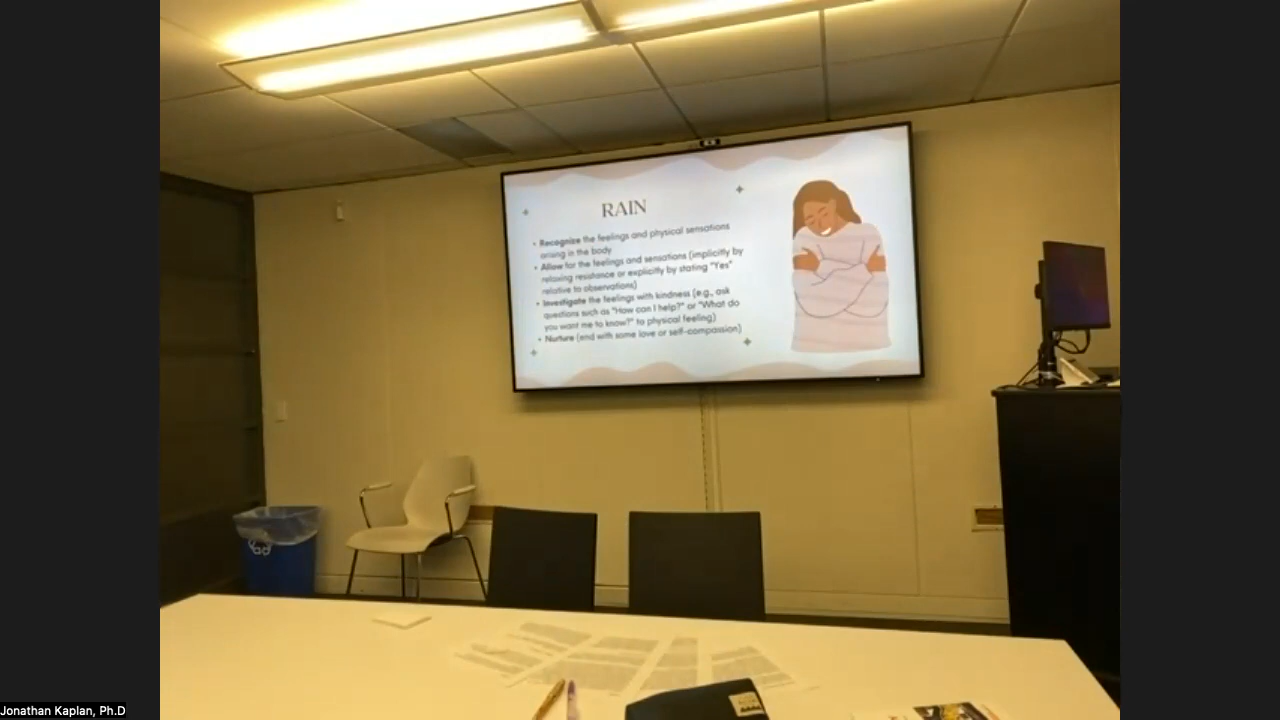 RAIN
• Recognize the feelings and physical sensations
arising in the body
• Allow for the feelings and sensations (implicitly by
relaxing resistance or explicitly by stating "Yes"
relative to observations)
• Investigate the feelings with kindness (e.g., ask
questions such as "How can I help?" or "What do
you want me to know?" to physical feeling)
• Nurture (end with some love or self-compassion)
Jonathan Kaplan, Ph.D